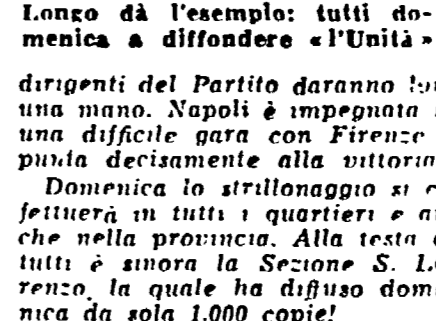 Longo dà l'esempio: tutti do-
menica a diffondere «l'Unità»
dirigenti del Partito daranno
una mano. Napoli è impegnata
una difficile gara con Firenze
punta decisamente alla vittoria
Domenica lo strillonaggio si
fettuerà in tutti i quartieri e
che nella provincia. Alla testa
tutti è sinora la Sezione S.
renzo, la quale ha diffuso dome
nica da sola 1.000 copie!